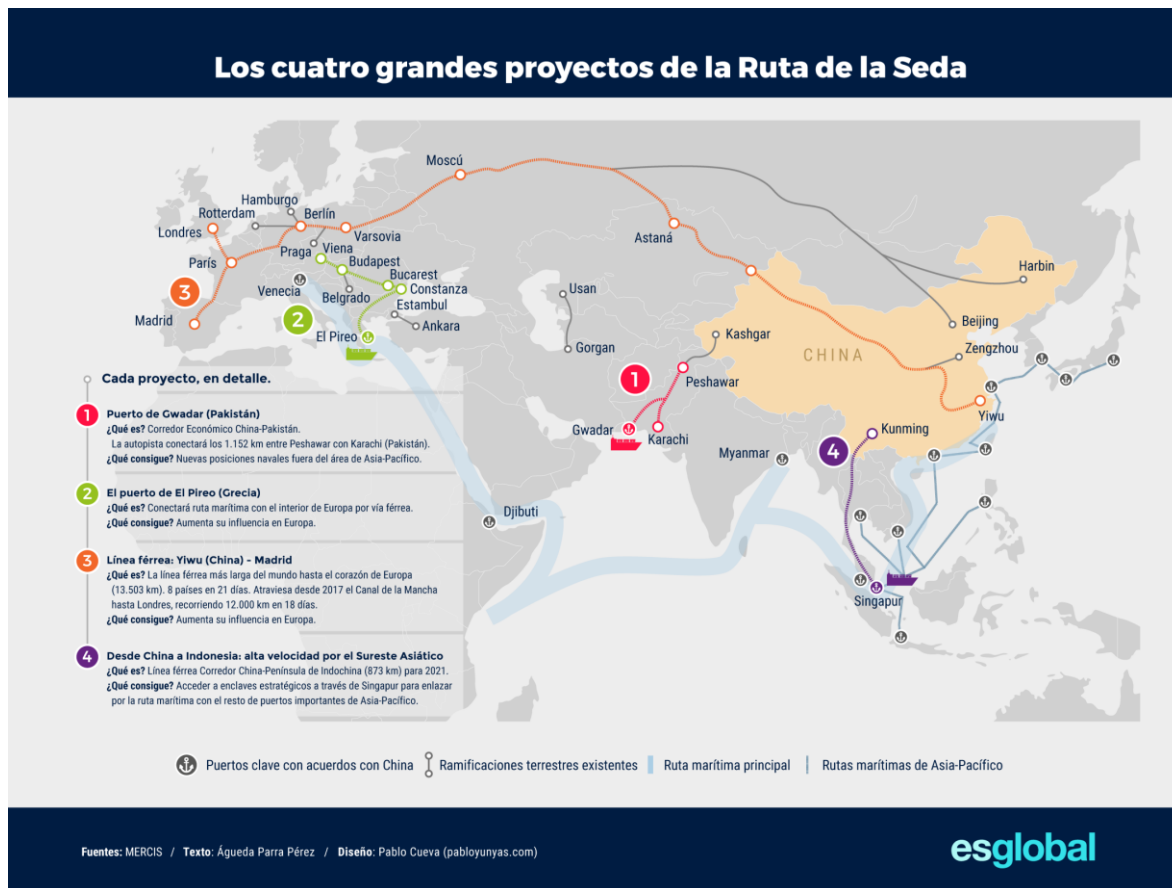 Los cuatro grandes proyectos de la Ruta de la Seda
Moscú
Hamburgo
Rotterdam
Berlín
Londres
Varsovia
Astaná
Praga
Viena
París
Budapest
Bucarest
Harbin
Venecia
Belgrado
Constanza
Usan
3
Estambul
2
Madrid
Ankara
Beijing
El Pireo
Kashgar
Gorgan
CHINA
Zengzhou
Cada proyecto, en detalle.
1
Peshawar
Yiwu
1
Puerto de Gwadar (Pakistán)
¿Qué es? Corredor Económico China-Pakistán.
La autopista conectará los 1.152 km entre Peshawar con Karachi (Pakistán).
¿Qué consigue? Nuevas posiciones navales fuera del área de Asia-Pacífico.
Gwadar
Karachi
Kunming
Myanmar
4
2
El puerto de El Pireo (Grecia)
¿Qué es? Conectará ruta marítima con el interior de Europa por vía férrea.
¿Qué consigue? Aumenta su influencia en Europa.
Djibuti
3
Línea férrea: Yiwu (China) - Madrid
¿Qué es? La línea férrea más larga del mundo hasta el corazón de Europa
(13.503 km). 8 países en 21 días. Atraviesa desde 2017 el Canal de la Mancha
hasta Londres, recorriendo 12.000 km en 18 días.
¿Qué consigue? Aumenta su influencia en Europa.
Singapur
4
Desde China a Indonesia: alta velocidad por el Sureste Asiático
¿Qué es? Línea férrea Corredor China-Península de Indochina (873 km) para 2021.
¿Qué consigue? Acceder a enclaves estratégicos a través de Singapur para enlazar
por la ruta marítima con el resto de puertos importantes de Asia-Pacífico.
Puertos clave con acuerdos con China
Ramificaciones terrestres existentes
Ruta marítima principal
Rutas marítimas de Asia-Pacífico
Fuentes: MERCIS / Texto: Águeda Parra Pérez / Diseño: Pablo Cueva (pabloyunyas.com)
esglobal